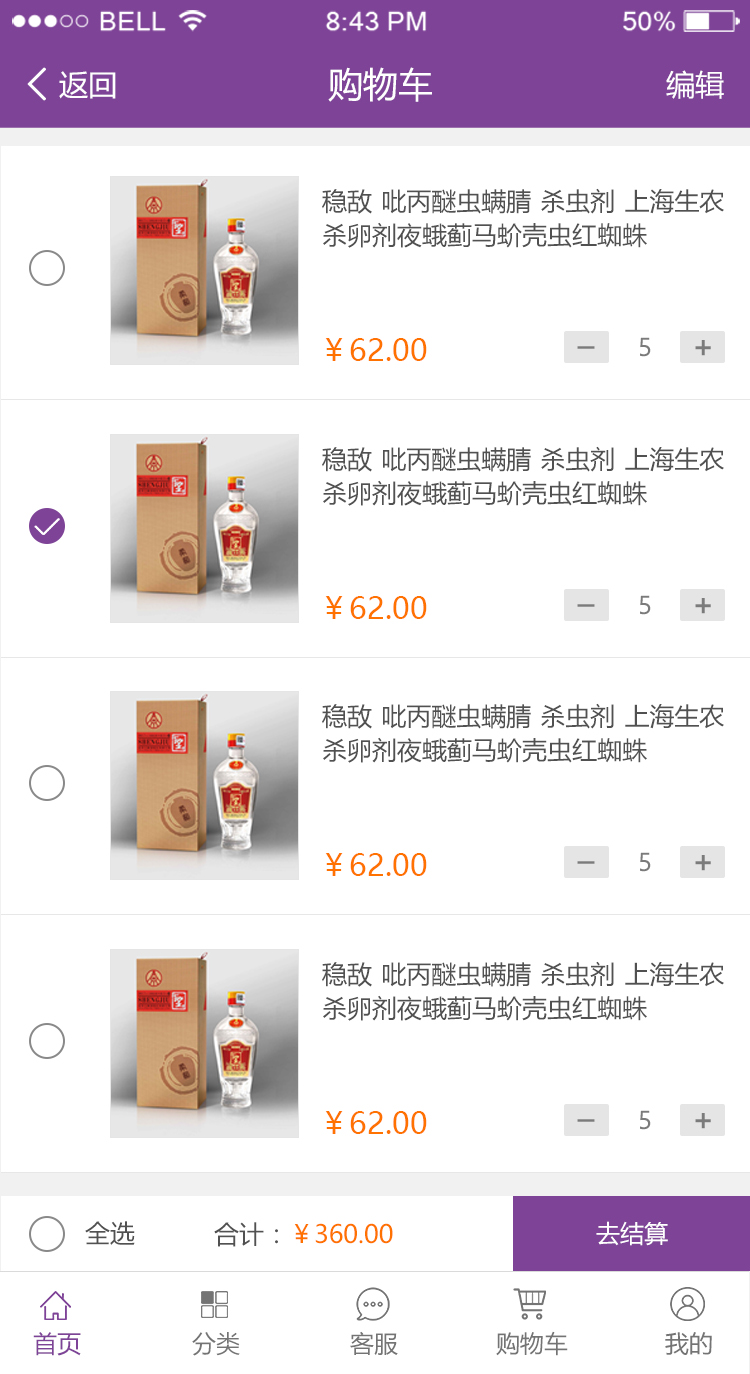 BELL 8:43 PM 50%
返回 购物车 编辑
稳敌 吡丙醚虫螨腈 杀虫剂 上海生农
杀卵剂夜蛾蓟马蚧壳虫红蜘蛛
¥62.00 5
稳敌 吡丙醚虫螨腈 杀虫剂 上海生农
杀卵剂夜蛾蓟马蚧壳虫红蜘蛛
¥62.00 5
稳敌 吡丙醚虫螨腈 杀虫剂 上海生农
杀卵剂夜蛾蓟马蚧壳虫红蜘蛛
¥62.00 5
稳敌 吡丙醚虫螨腈 杀虫剂 上海生农
杀卵剂夜蛾蓟马蚧壳虫红蜘蛛
¥62.00 5
全选 合计：¥360.00 去结算
首页 分类 客服 购物车 我的